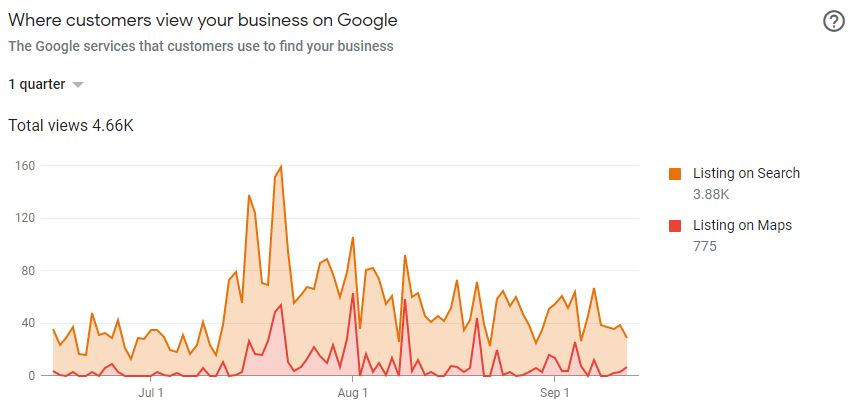 Where customers view your business on Google
?
The Google services that customers use to find your business
1 quarter
Total views 4.66K
160
120
80
40
0
Jul 1
Aug 1
Sep 1
Listing on Search
3.88K
Listing on Maps
775